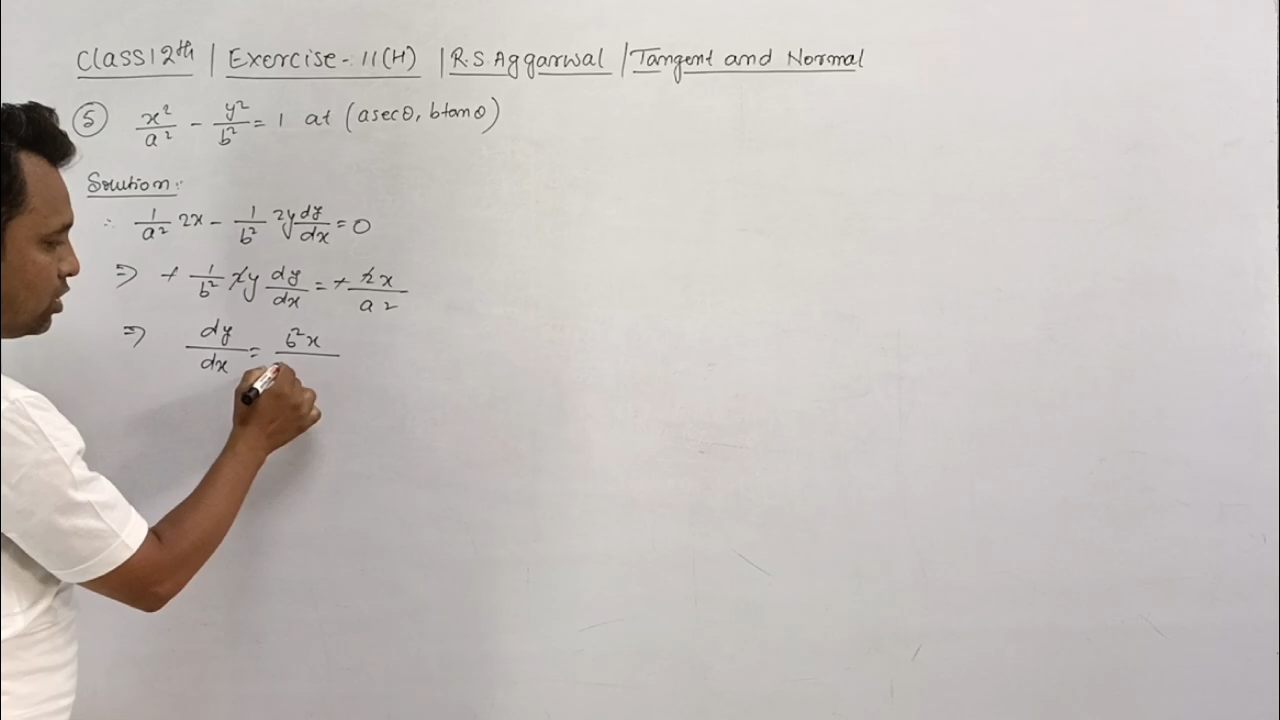 Class 12th | Exercise-: 11(H) | R.S Aggarwal | Tangent and Normal
⑤ x²/a² - y²/b² = 1 at (a secθ, b tanθ)
Solution:
∴ 1/a² 2x - 1/b² 2y dy/dx = 0
⇒ + 1/b² 2y dy/dx = + 2x/a²
⇒ dy/dx = b²x